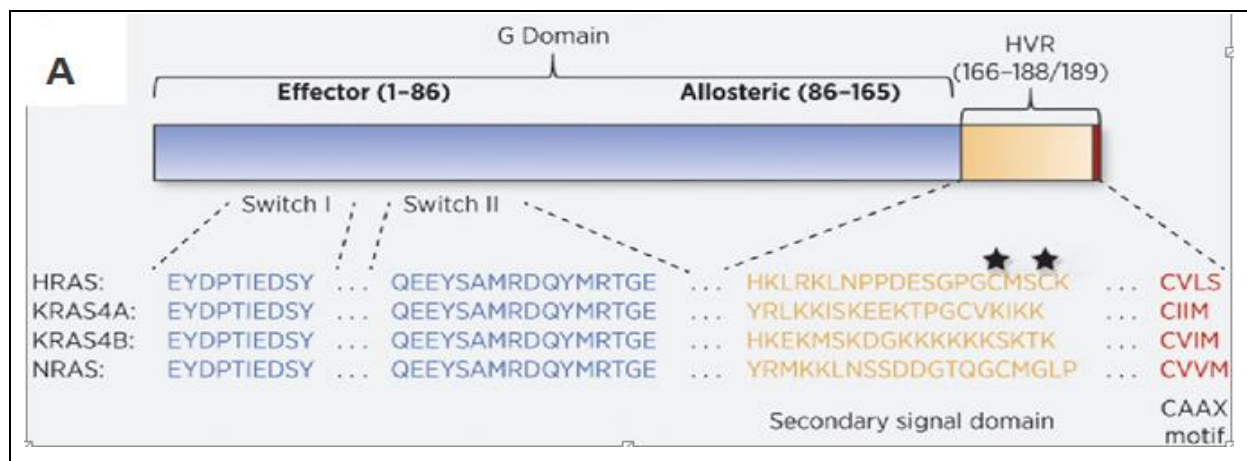 A
G Domain
HVR
(166–188/189)
Effector (1–86) Allosteric (86–165)
Switch I Switch II
HRAS: EYDPTIEDSY ... QEEYSAMRDQYMRTGE ... HKLRKLNPPDESGPGCMSCK ... CVLS
KRAS4A: EYDPTIEDSY ... QEEYSAMRDQYMRTGE ... YRLKKISKEEKTPGCVKIKK ... CIIM
KRAS4B: EYDPTIEDSY ... QEEYSAMRDQYMRTGE ... HKEKMSKDGKKKKKKSKTK ... CVIM
NRAS: EYDPTIEDSY ... QEEYSAMRDQYMRTGE ... YRMKKLNSSDDGTQGCMGLP ... CVVM
Secondary signal domain
CAAX
motif